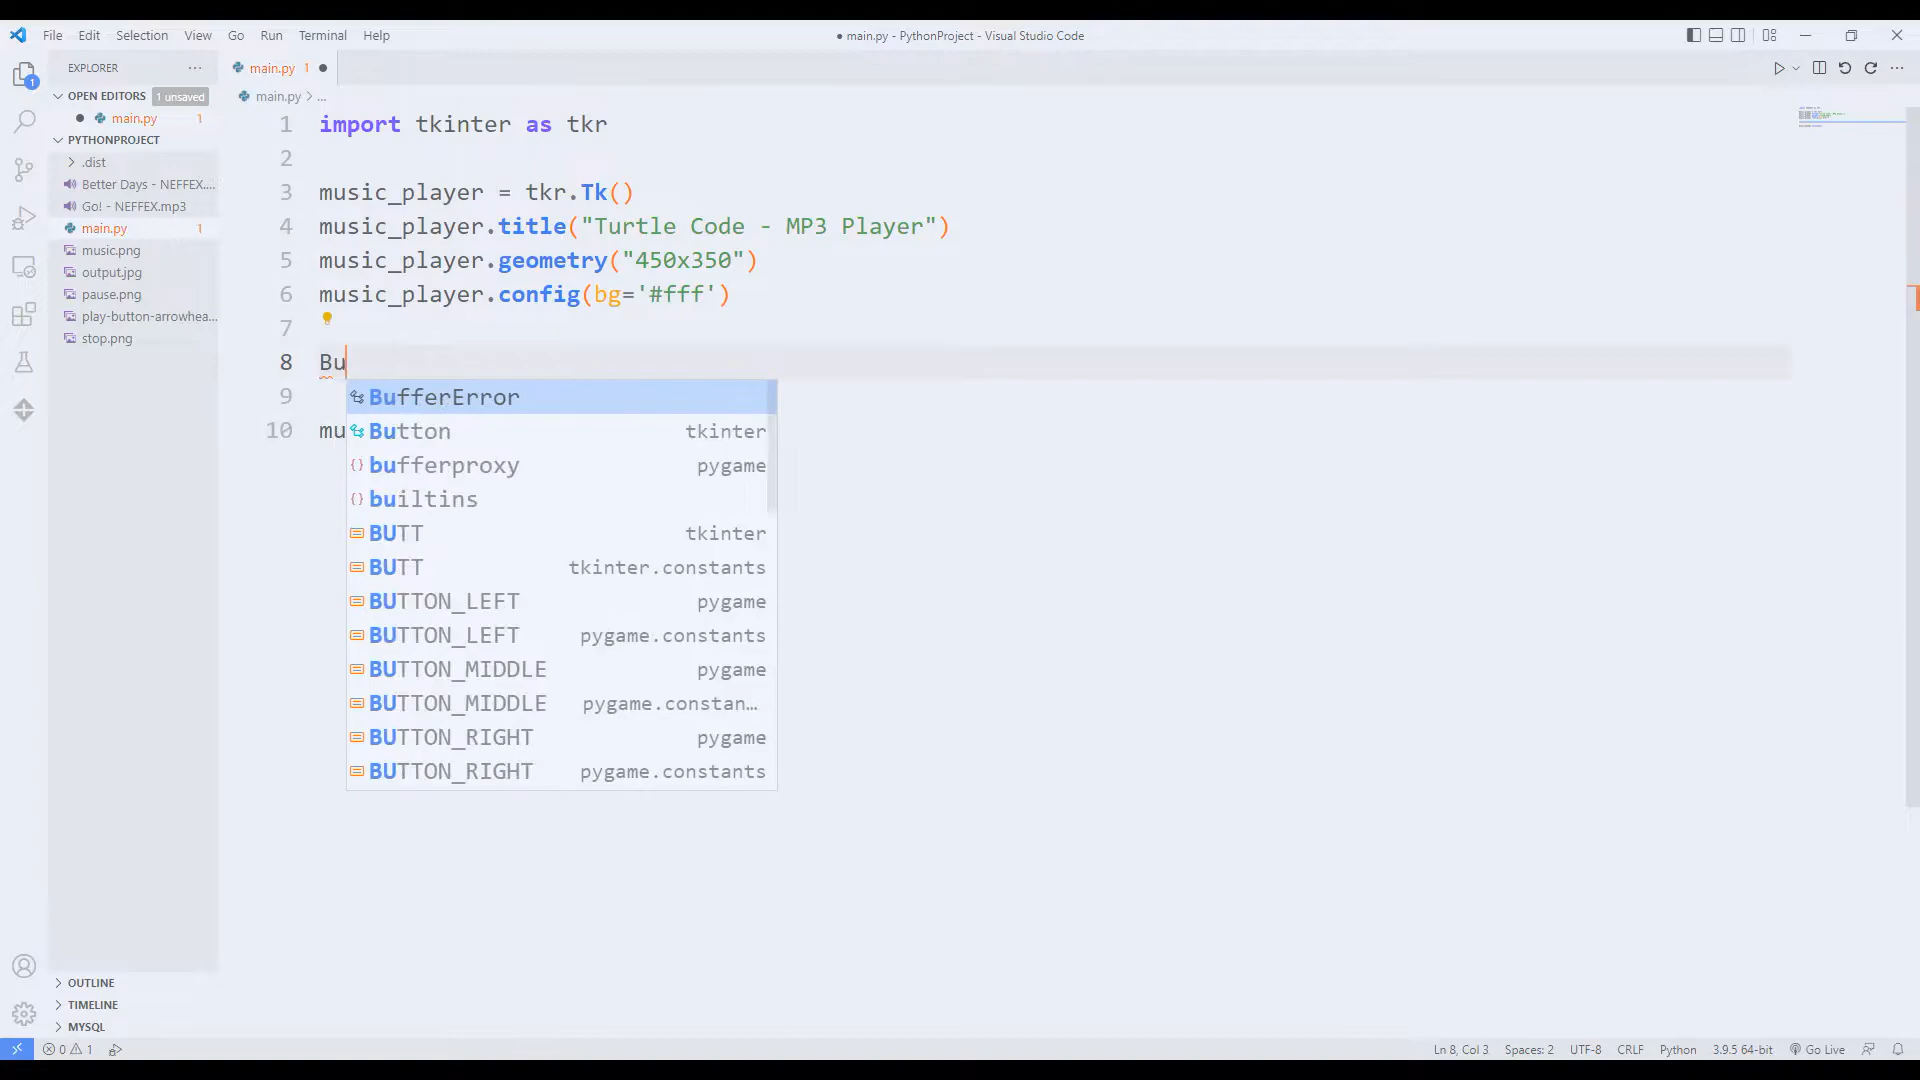 File Edit Selection View Go Run Terminal Help
● main.py - PythonProject - Visual Studio Code
EXPLORER ···
main.py 1 ●
OPEN EDITORS 1 unsaved
main.py > ...
● main.py 1
PYTHONPROJECT
.dist
Better Days - NEFFEX....
Go! - NEFFEX.mp3
main.py 1
music.png
output.jpg
pause.png
play-button-arrowhea...
stop.png
1
1 import tkinter as tkr
2
3 music_player = tkr.Tk()
4 music_player.title("Turtle Code - MP3 Player")
5 music_player.geometry("450x350")
6 music_player.config(bg='#fff')
7
8 Bu
9
10 mu
BufferError
Button tkinter
bufferproxy pygame
builtins
BUTT tkinter
BUTT tkinter.constants
BUTTON_LEFT pygame
BUTTON_LEFT pygame.constants
BUTTON_MIDDLE pygame
BUTTON_MIDDLE pygame.constan…
BUTTON_RIGHT pygame
BUTTON_RIGHT pygame.constants
OUTLINE
TIMELINE
MYSQL
0 1
Ln 8, Col 3 Spaces: 2 UTF-8 CRLF Python 3.9.5 64-bit Go Live